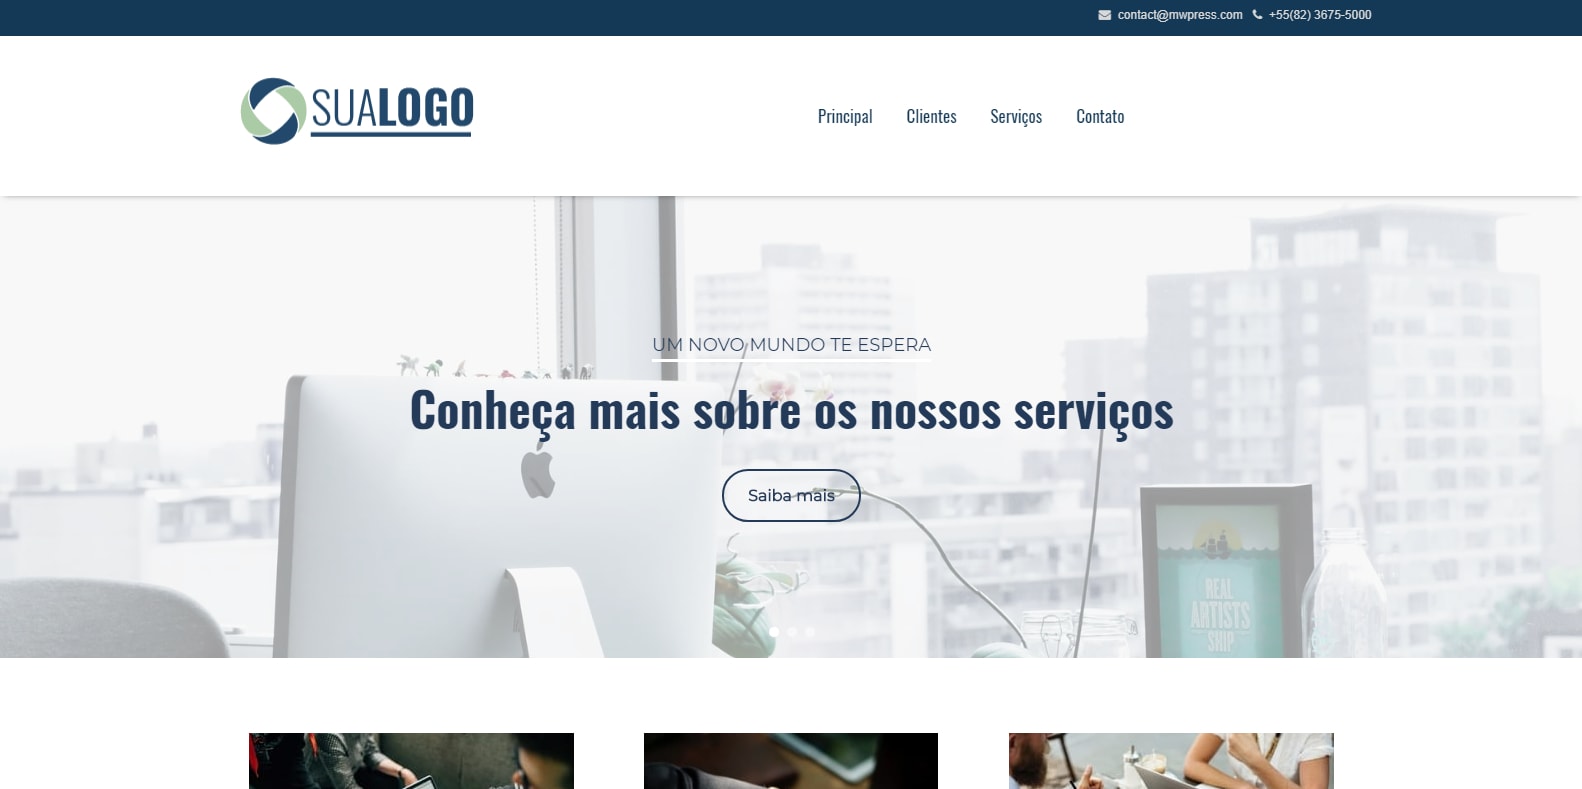 contact@mwpress.com +55(82) 3675-5000
SUALOGO
Principal Clientes Serviços Contato
UM NOVO MUNDO TE ESPERA
Conheça mais sobre os nossos serviços
Saiba mais
REAL
ARTISTS
SHIP